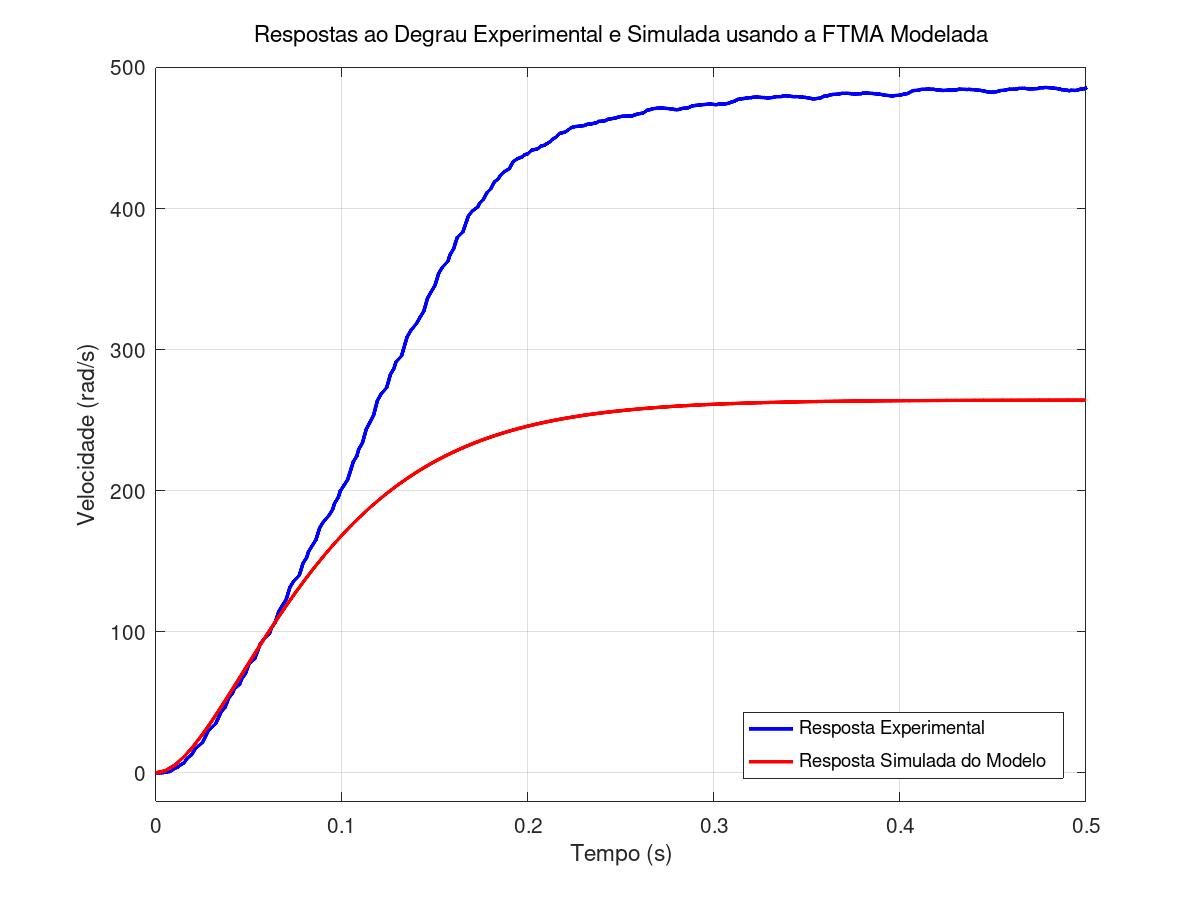 Respostas ao Degrau Experimental e Simulada usando a FTMA Modelada
500
400
300
200
100
0
Velocidade (rad/s)
Resposta Experimental
Resposta Simulada do Modelo
0 0.1 0.2 0.3 0.4 0.5
Tempo (s)